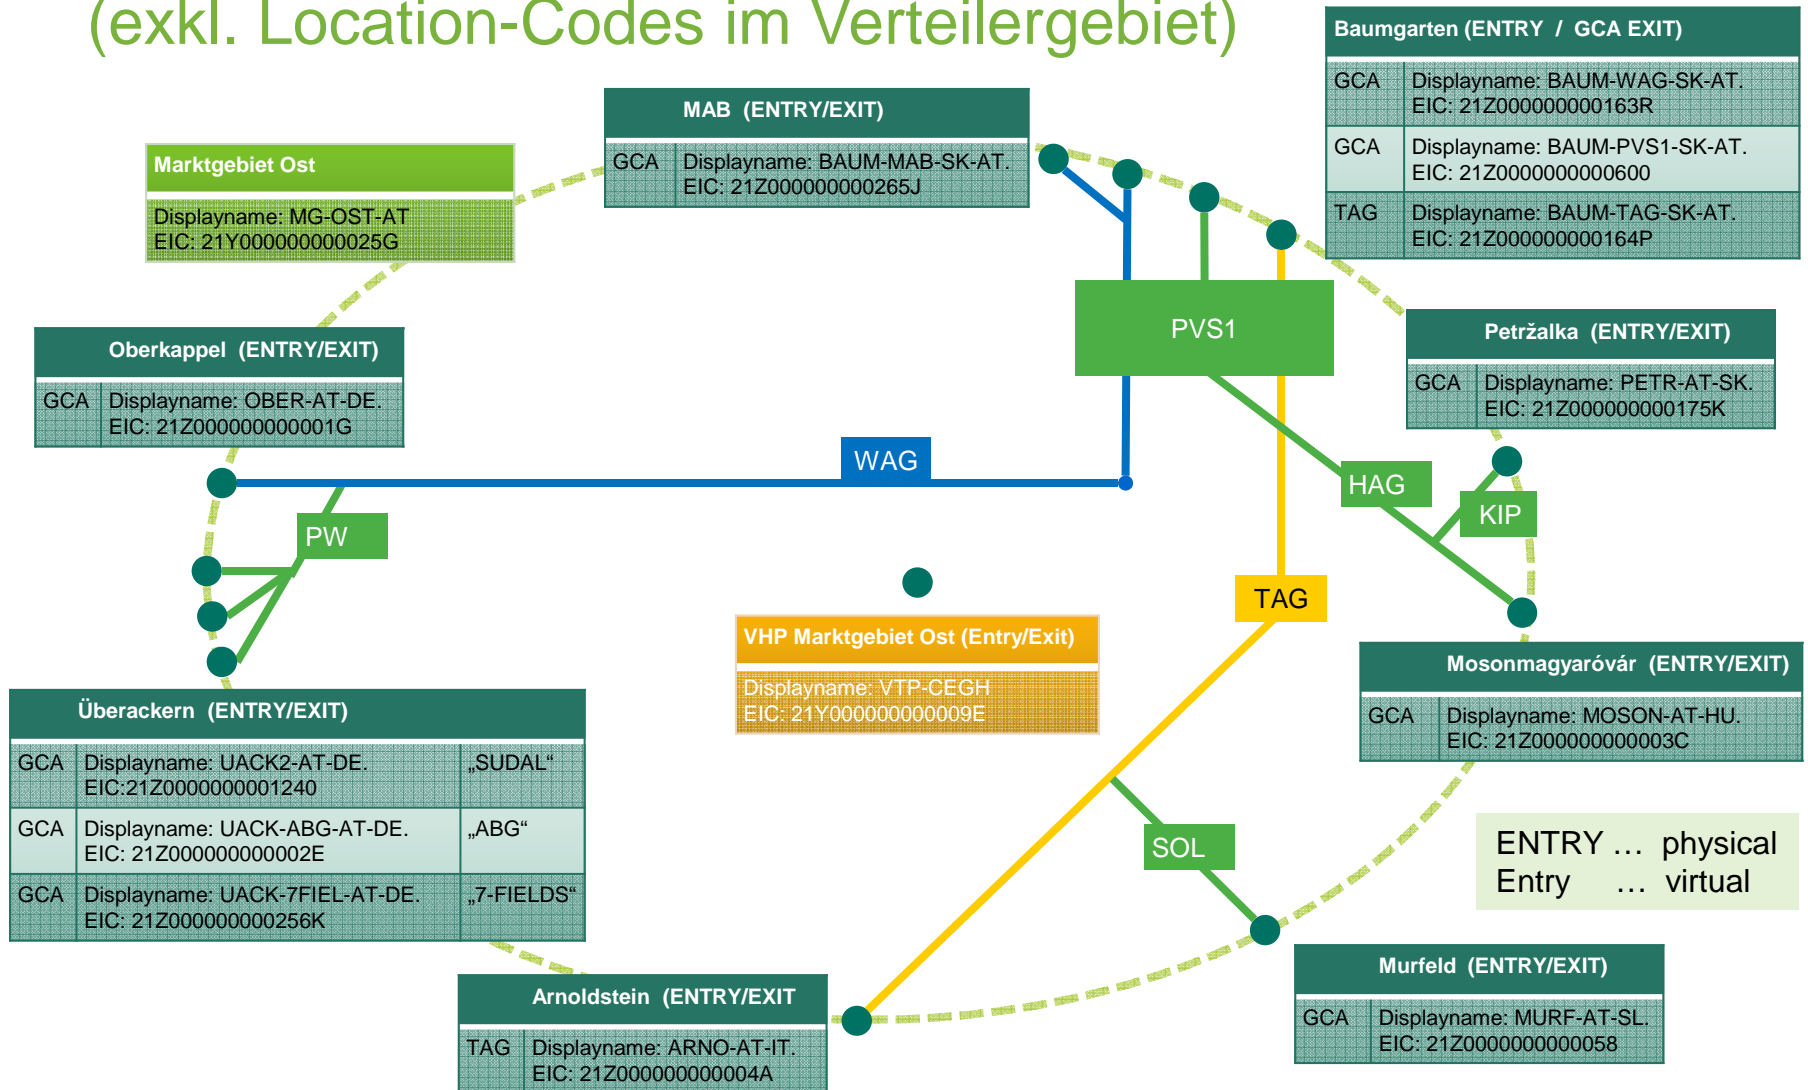 (exkl. Location-Codes im Verteilergebiet)
Baumgarten (ENTRY / GCA EXIT)
GCA Displayname: BAUM-WAG-SK-AT.
EIC: 21Z000000000163R
GCA Displayname: BAUM-PVS1-SK-AT.
EIC: 21Z0000000000600
TAG Displayname: BAUM-TAG-SK-AT.
EIC: 21Z000000000164P
MAB (ENTRY/EXIT)
GCA Displayname: BAUM-MAB-SK-AT.
EIC: 21Z000000000265J
Marktgebiet Ost
Displayname: MG-OST-AT
EIC: 21Y000000000025G
PVS1
Oberkappel (ENTRY/EXIT)
GCA Displayname: OBER-AT-DE.
EIC: 21Z000000000001G
Petržalka (ENTRY/EXIT)
GCA Displayname: PETR-AT-SK.
EIC: 21Z000000000175K
WAG
HAG
KIP
PW
TAG
VHP Marktgebiet Ost (Entry/Exit)
Displayname: VTP-CEGH
EIC: 21Y000000000009E
Mosonmagyaróvár (ENTRY/EXIT)
GCA Displayname: MOSON-AT-HU.
EIC: 21Z000000000003C
Überackern (ENTRY/EXIT)
GCA Displayname: UACK2-AT-DE. „SUDAL“
EIC:21Z0000000001240
GCA Displayname: UACK-ABG-AT-DE. „ABG“
EIC: 21Z000000000002E
GCA Displayname: UACK-7FIEL-AT-DE. „7-FIELDS“
EIC: 21Z000000000256K
SOL
ENTRY … physical
Entry … virtual
Murfeld (ENTRY/EXIT)
GCA Displayname: MURF-AT-SL.
EIC: 21Z0000000000058
Arnoldstein (ENTRY/EXIT
TAG Displayname: ARNO-AT-IT.
EIC: 21Z000000000004A